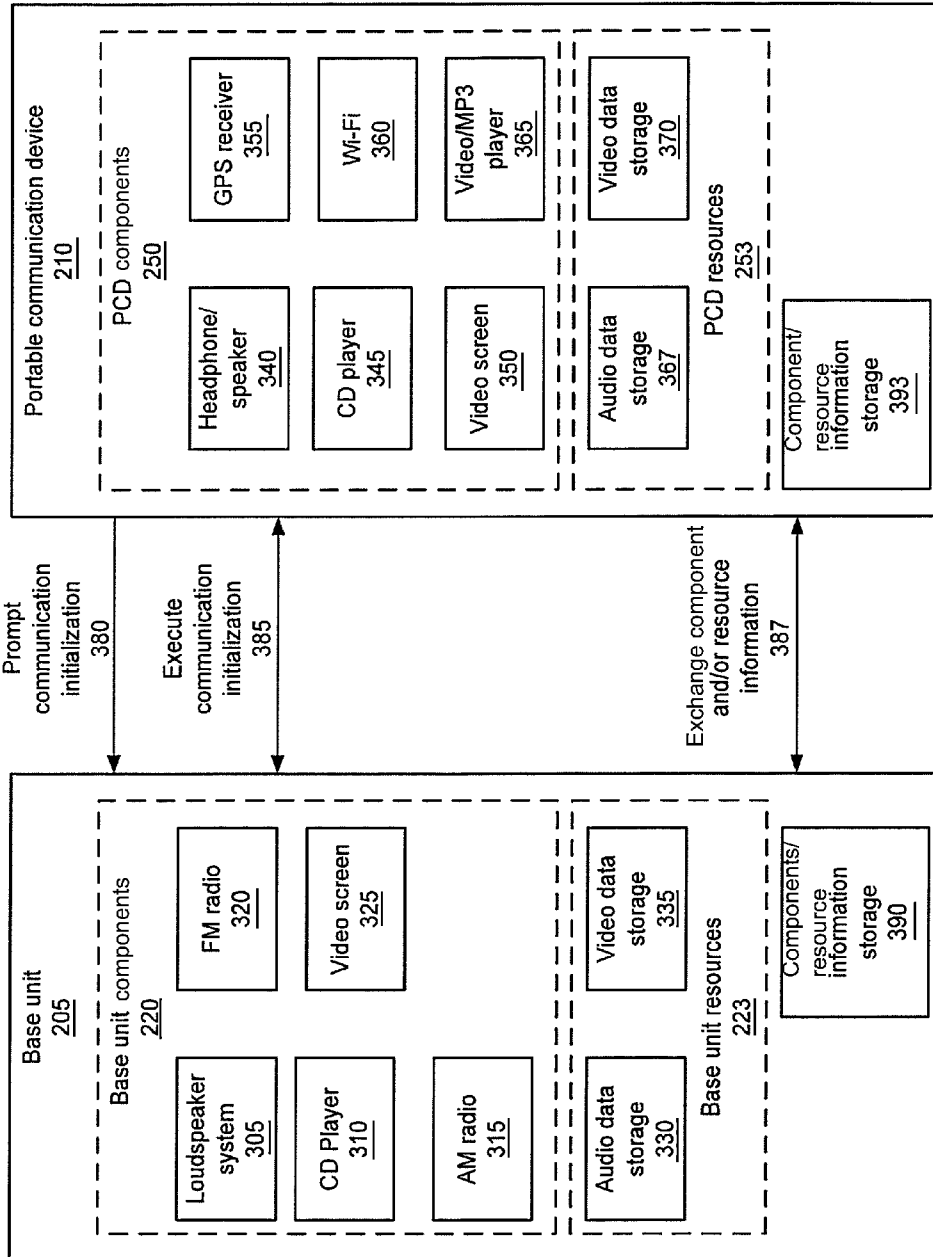 Base unit
205
Base unit components
220
Loudspeaker
system
305
FM radio
320
CD Player
310
Video screen
325
AM radio
315
Audio data
storage
330
Video data
storage
335
Base unit resources
223
Components/
resource
information
storage
390
Prompt
communication
initialization
380
Execute
communication
initialization
385
Exchange component
and/or resource
information
387
Portable communication device
210
PCD components
250
Headphone/
speaker
340
GPS receiver
355
CD player
345
Wi-Fi
360
Video screen
350
Video/MP3
player
365
Audio data
storage
367
Video data
storage
370
PCD resources
253
Component/
resource
information
storage
393